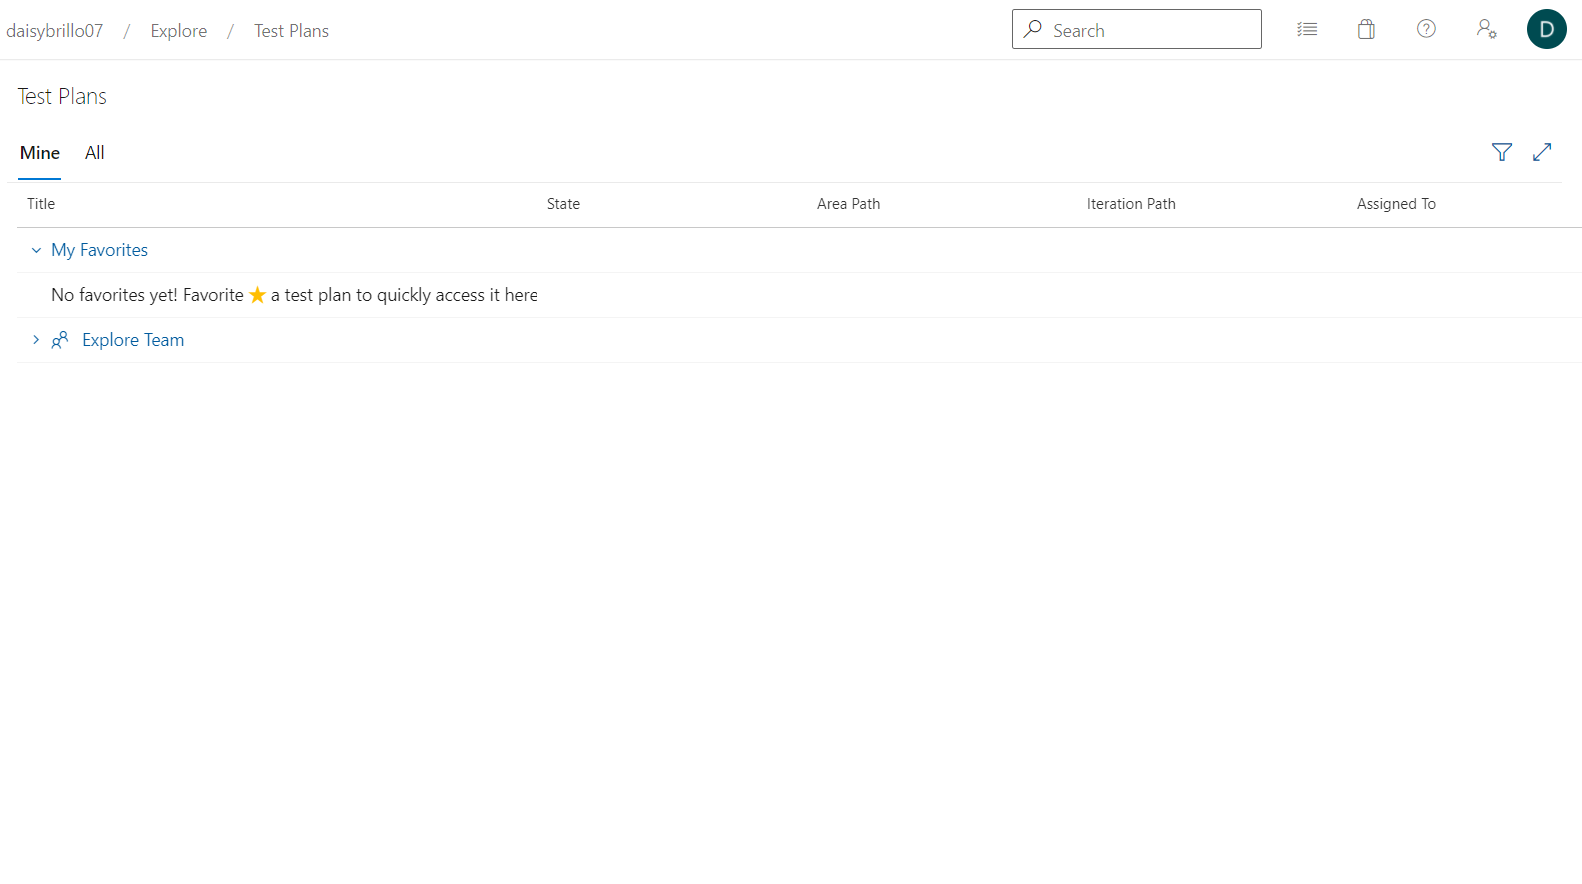 daisybrillo07 / Explore / Test Plans Search D
Test Plans
Mine All
Title State Area Path Iteration Path Assigned To
My Favorites
No favorites yet! Favorite ★ a test plan to quickly access it here
Explore Team